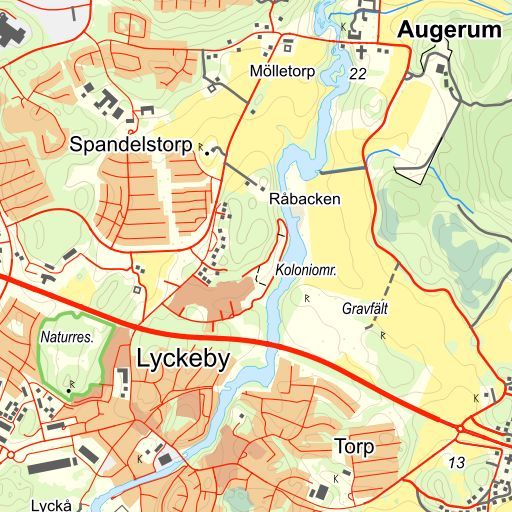 Augerum
Mölletorp
22
Spandelstorp
R
Råbacken
Koloniomr.
R
Gravfält
Naturres.
Lyckeby
R
Torp
K
K
13
K
Lyckå
K